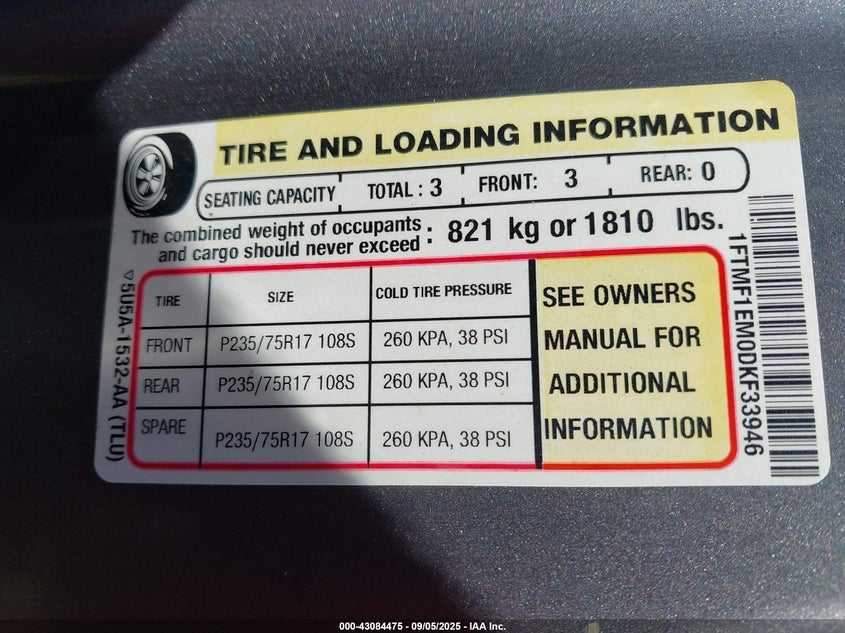 TIRE AND LOADING INFORMATION
SEATING CAPACITY TOTAL : 3 FRONT: 3 REAR: 0
The combined weight of occupants and cargo should never exceed : 821 kg or 1810 lbs.
TIRE SIZE COLD TIRE PRESSURE
FRONT P235/75R17 108S 260 KPA, 38 PSI
REAR P235/75R17 108S 260 KPA, 38 PSI
SPARE P235/75R17 108S 260 KPA, 38 PSI
SEE OWNERS
MANUAL FOR
ADDITIONAL
INFORMATION
▽5U5A-1532-AA (TLU)
1FTMF1EM0DKF33946
000-43084475 - 09/05/2025 - IAA Inc.